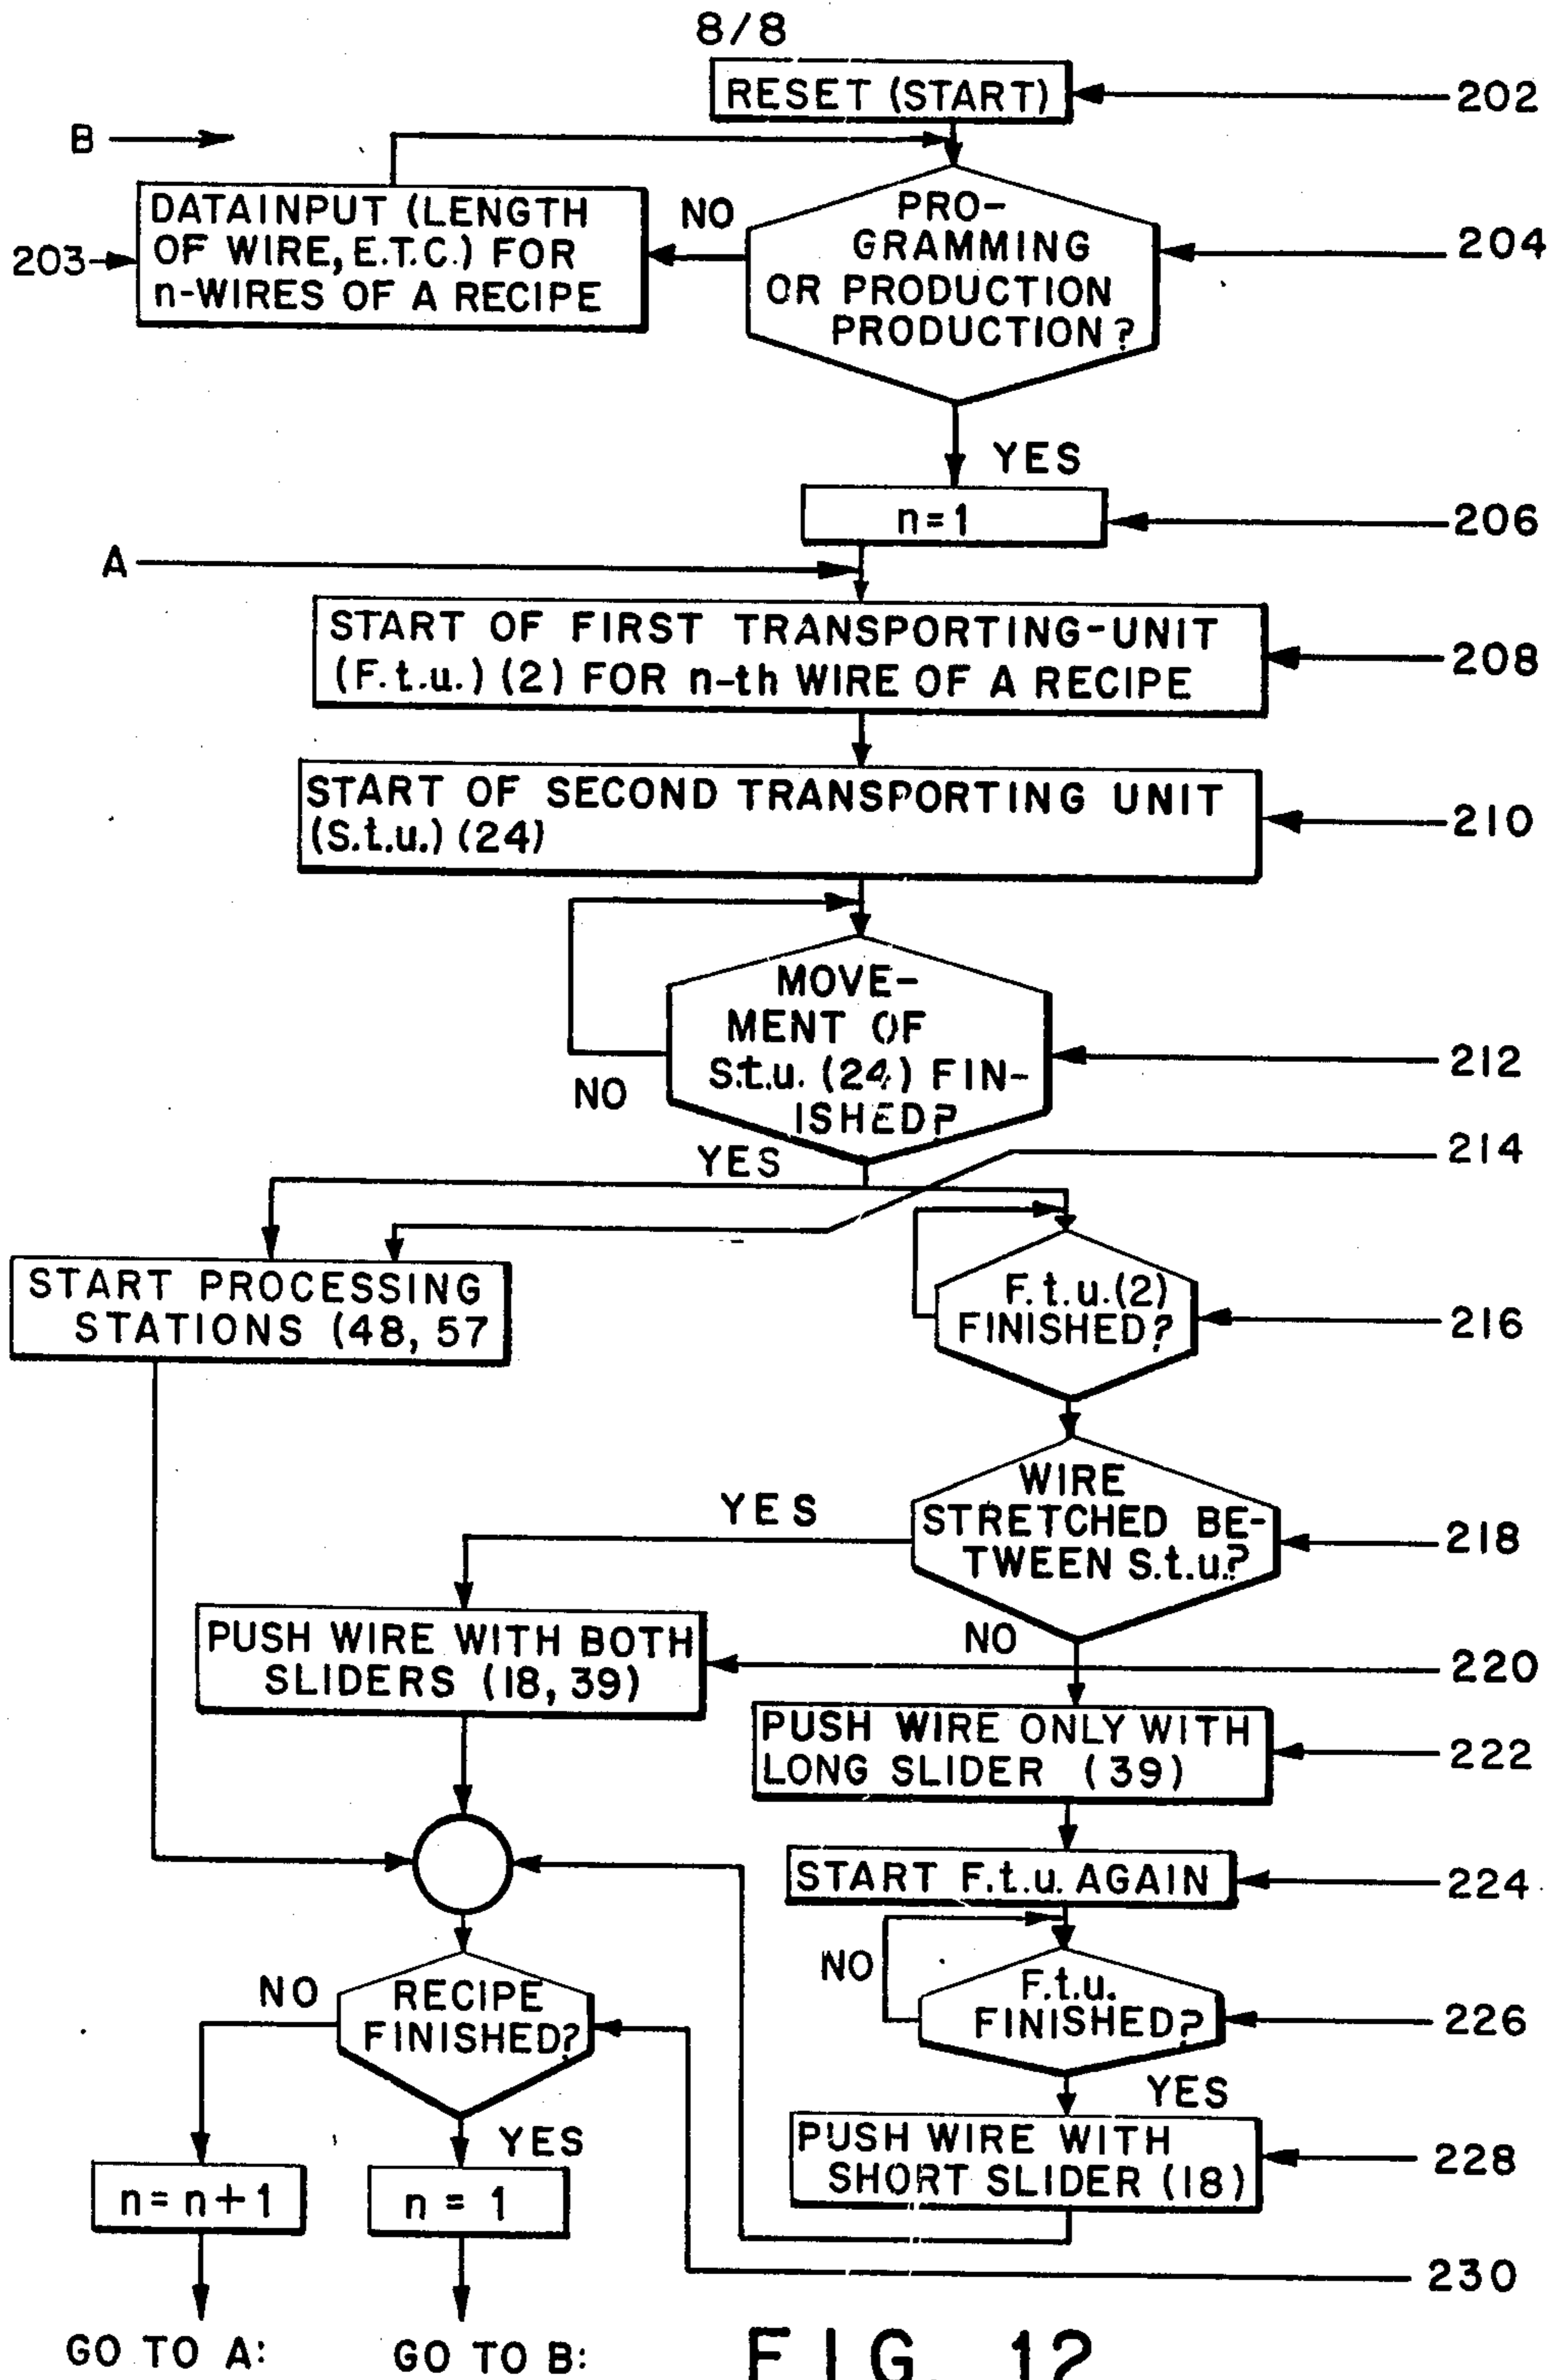 8/8
RESET (START)
202
B
DATAINPUT (LENGTH
OF WIRE, E.T.C.) FOR
n-WIRES OF A RECIPE
203
NO
PRO-
GRAMMING
OR PRODUCTION
PRODUCTION?
204
YES
n=1
206
A
START OF FIRST TRANSPORTING-UNIT
(F.t.u.) (2) FOR n-th WIRE OF A RECIPE
208
START OF SECOND TRANSPORTING UNIT
(S.t.u.) (24)
210
MOVE-
MENT OF
S.t.u. (24) FIN-
ISHED?
212
NO
YES
214
START PROCESSING
STATIONS (48, 57
F.t.u.(2)
FINISHED?
216
WIRE
STRETCHED BE-
TWEEN S.t.u.?
218
YES
NO
PUSH WIRE WITH BOTH
SLIDERS (18, 39)
220
PUSH WIRE ONLY WITH
LONG SLIDER (39)
222
START F.t.u. AGAIN
224
NO
F.t.u.
FINISHED?
226
YES
NO
RECIPE
FINISHED?
YES
PUSH WIRE WITH
SHORT SLIDER (18)
228
n=n+1
n = 1
230
GO TO A:
GO TO B:
FIG. 12